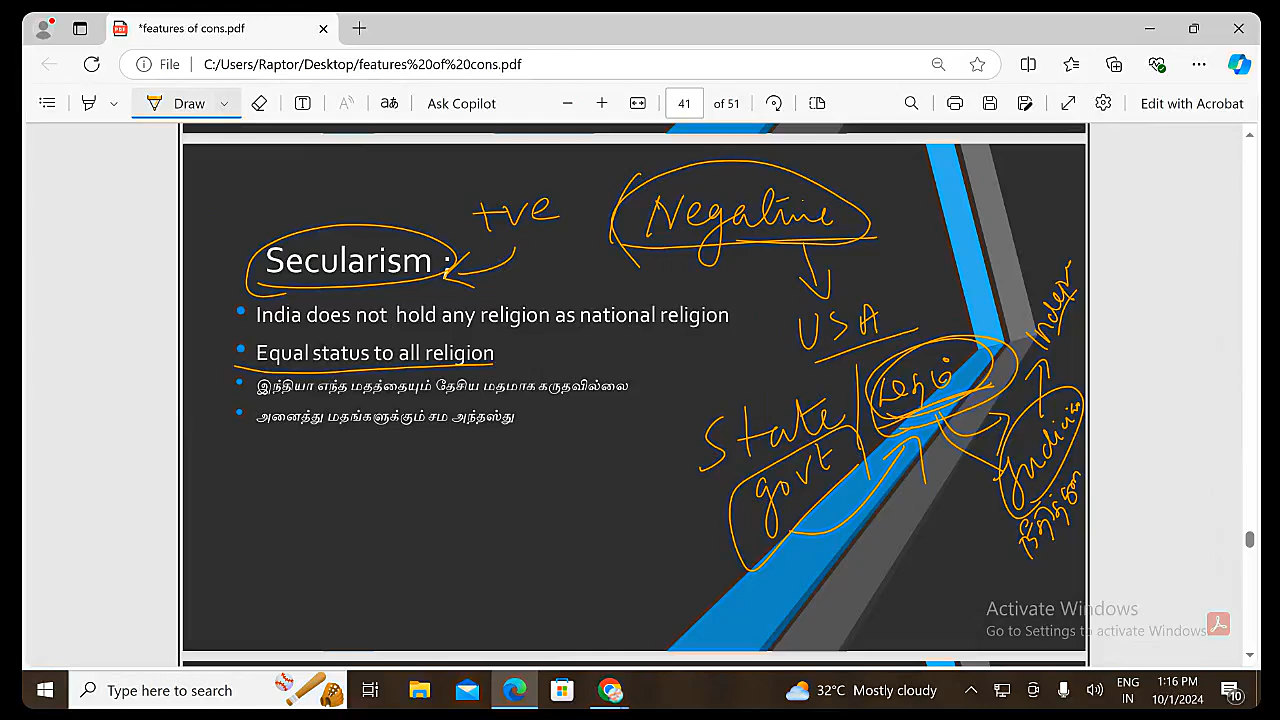 *features of cons.pdf
File C:/Users/Raptor/Desktop/features%20of%20cons.pdf
Draw Ask Copilot 41 of 51 Edit with Acrobat
+ve Negative
Secularism :
India does not hold any religion as national religion
USA
Equal status to all religion
இந்தியா எந்த மதத்தையும் தேசிய மதமாக கருதவில்லை
அனைத்து மதங்களுக்கும் சம அந்தஸ்து
State
govt
Activate Windows
Go to Settings to activate Windows.
Type here to search
32°C Mostly cloudy
ENG
IN
1:16 PM
10/1/2024
10